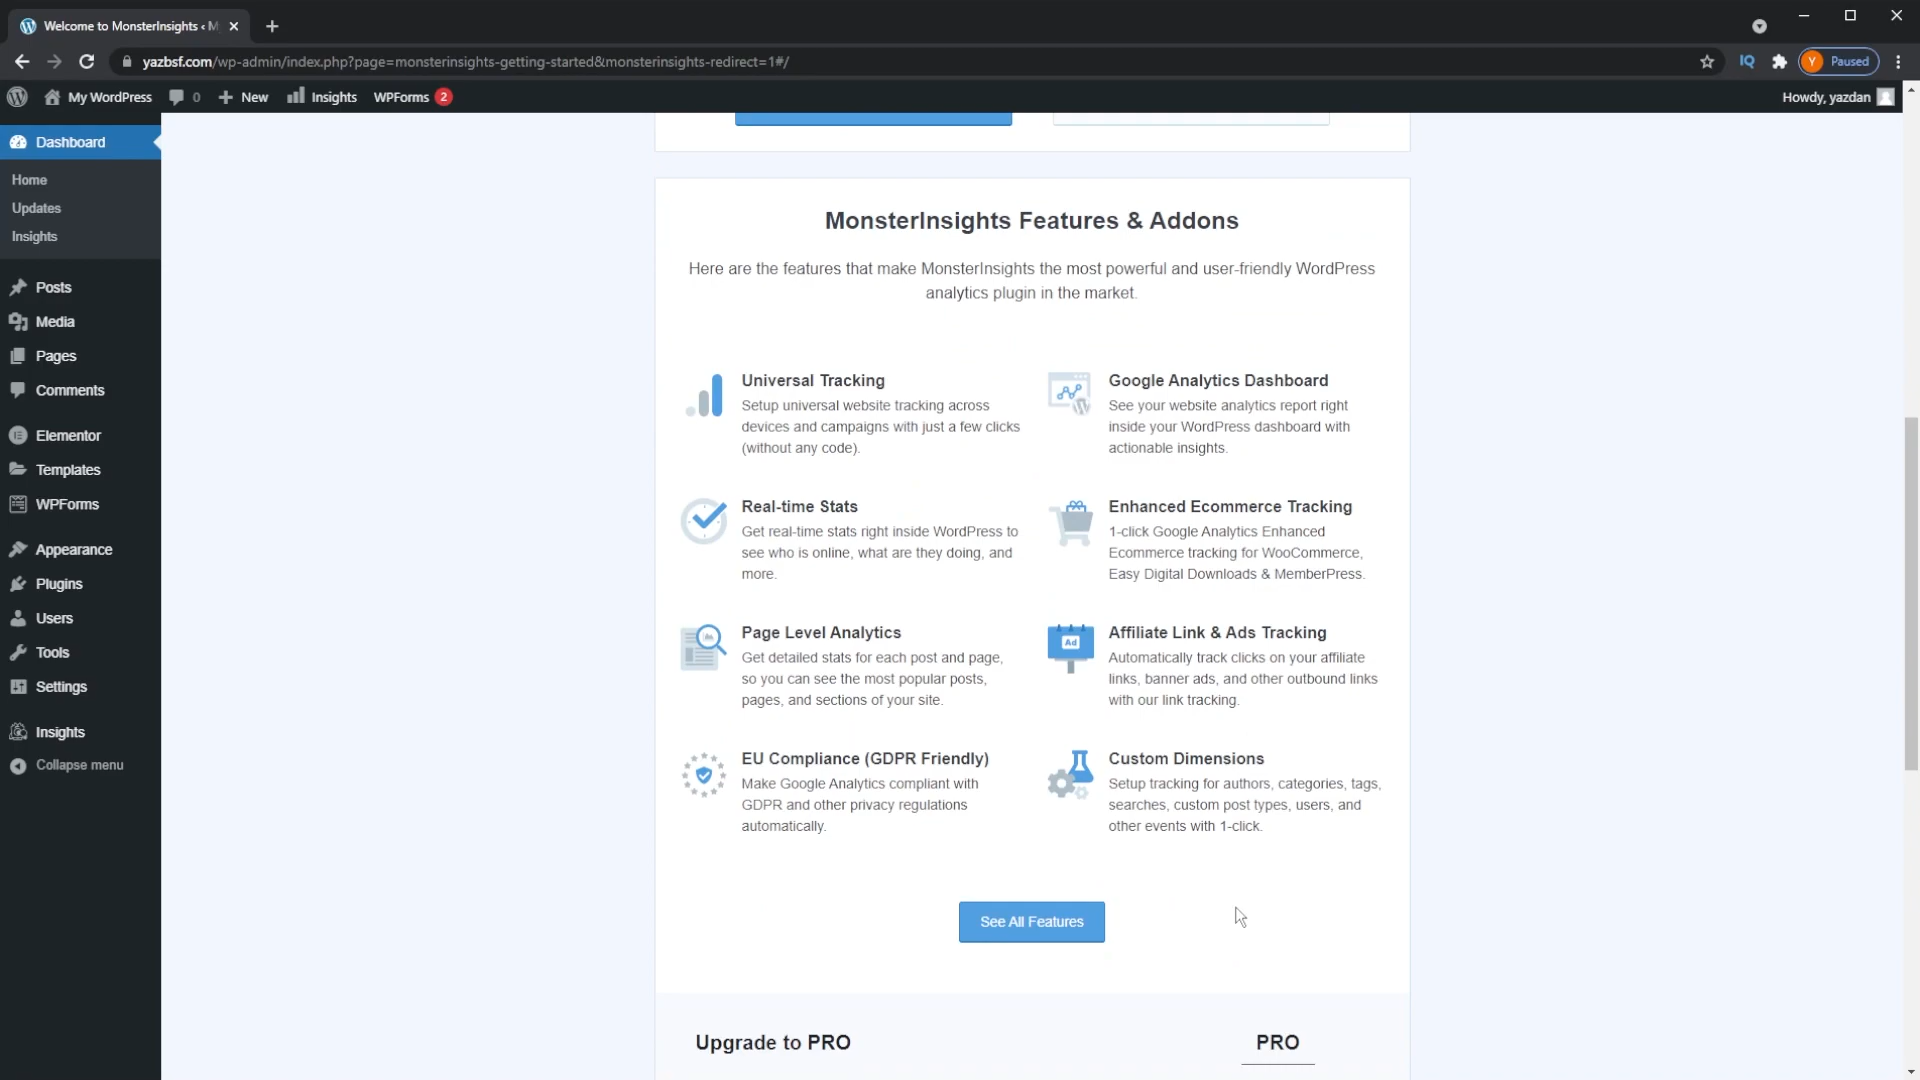 Welcome to MonsterInsights ‹ M
yazbsf.com/wp-admin/index.php?page=monsterinsights-getting-started&monsterinsights-redirect=1#/
IQ
Y Paused
My WordPress
0
New
Insights
WPForms 2
Howdy, yazdan
Dashboard
Home
Updates
Insights
Posts
Media
Pages
Comments
Elementor
Templates
WPForms
Appearance
Plugins
Users
Tools
Settings
Insights
Collapse menu
MonsterInsights Features & Addons
Here are the features that make MonsterInsights the most powerful and user-friendly WordPress
analytics plugin in the market.
Universal Tracking
Setup universal website tracking across
devices and campaigns with just a few clicks
(without any code).
Google Analytics Dashboard
See your website analytics report right
inside your WordPress dashboard with
actionable insights.
Real-time Stats
Get real-time stats right inside WordPress to
see who is online, what are they doing, and
more.
Enhanced Ecommerce Tracking
1-click Google Analytics Enhanced
Ecommerce tracking for WooCommerce,
Easy Digital Downloads & MemberPress.
Page Level Analytics
Get detailed stats for each post and page,
so you can see the most popular posts,
pages, and sections of your site.
Ad
Affiliate Link & Ads Tracking
Automatically track clicks on your affiliate
links, banner ads, and other outbound links
with our link tracking.
EU Compliance (GDPR Friendly)
Make Google Analytics compliant with
GDPR and other privacy regulations
automatically.
Custom Dimensions
Setup tracking for authors, categories, tags,
searches, custom post types, users, and
other events with 1-click.
See All Features
Upgrade to PRO
PRO